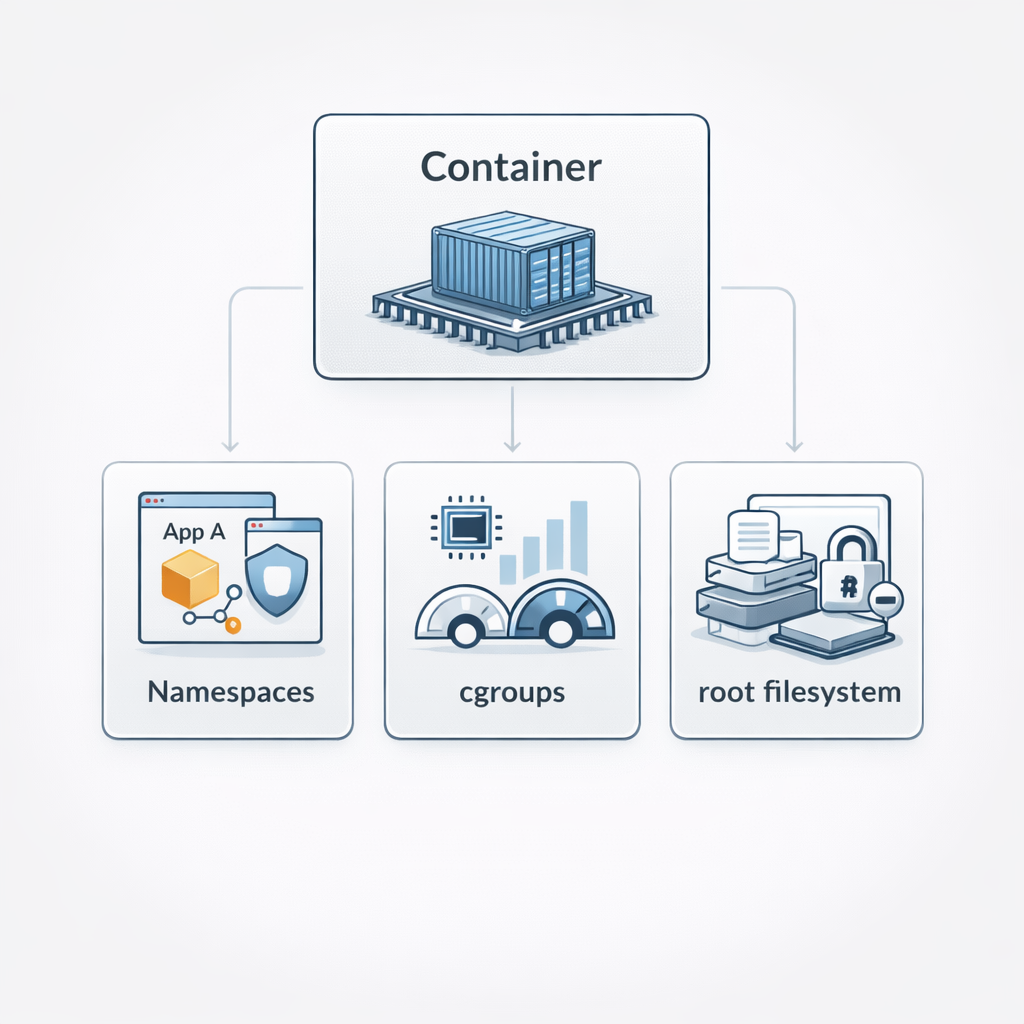 Container
App A
Namespaces
cgroups
root filesystem